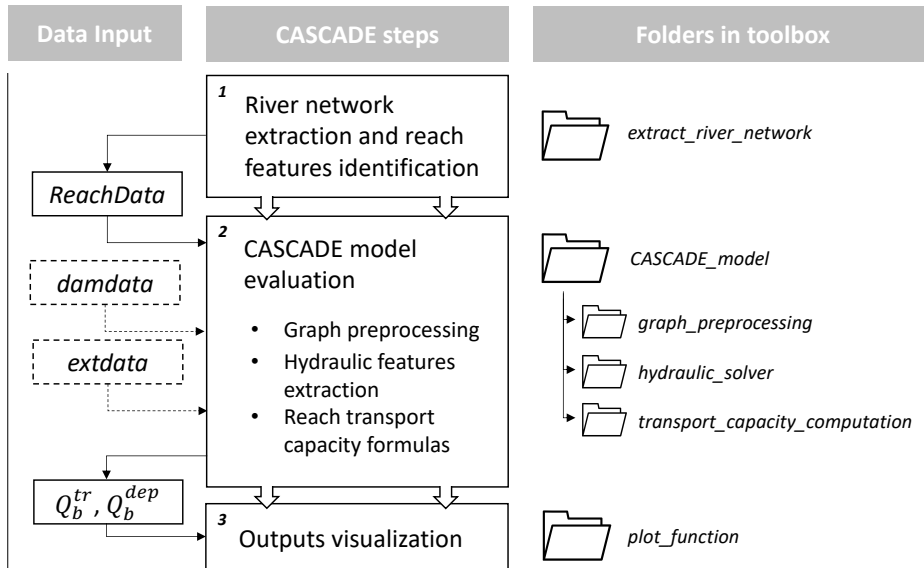 Data Input
CASCADE steps
Folders in toolbox
1
River network
extraction and reach
features identification
extract_river_network
ReachData
2
CASCADE model
evaluation
CASCADE_model
damdata
• Graph preprocessing
graph_preprocessing
extdata
• Hydraulic features
extraction
hydraulic_solver
• Reach transport
capacity formulas
transport_capacity_computation
Q_b^{tr}, Q_b^{dep}
3
Outputs visualization
plot_function